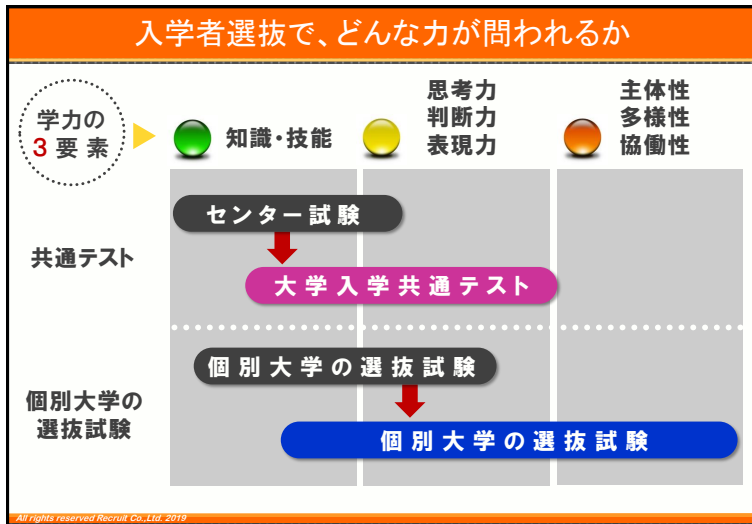 入学者選抜で、どんな力が問われるか
学力の
3要素
知識・技能
思考力
判断力
表現力
主体性
多様性
協働性
共通テスト
センター試験
大学入学共通テスト
個別大学の
選抜試験
個別大学の選抜試験
個別大学の選抜試験
All rights reserved Recruit Co.,Ltd. 2019